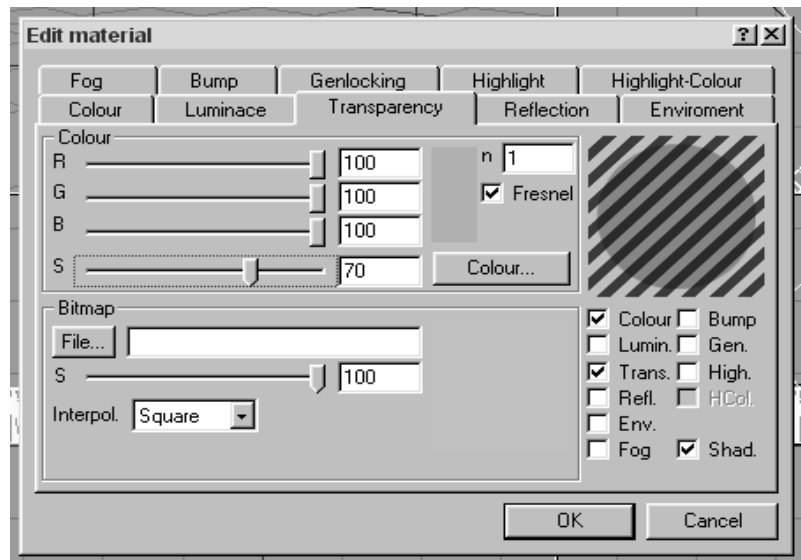 Edit material
Fog Bump Genlocking Highlight Highlight-Colour
Colour Luminace Transparency Reflection Enviroment
Colour
R 100 n 1
G 100 Fresnel
B 100
S 70 Colour...
Bitmap
File...
S 100
Interpol. Square
Colour Bump
Lumin. Gen.
Trans. High.
Refl. HCol.
Env.
Fog Shad.
OK Cancel